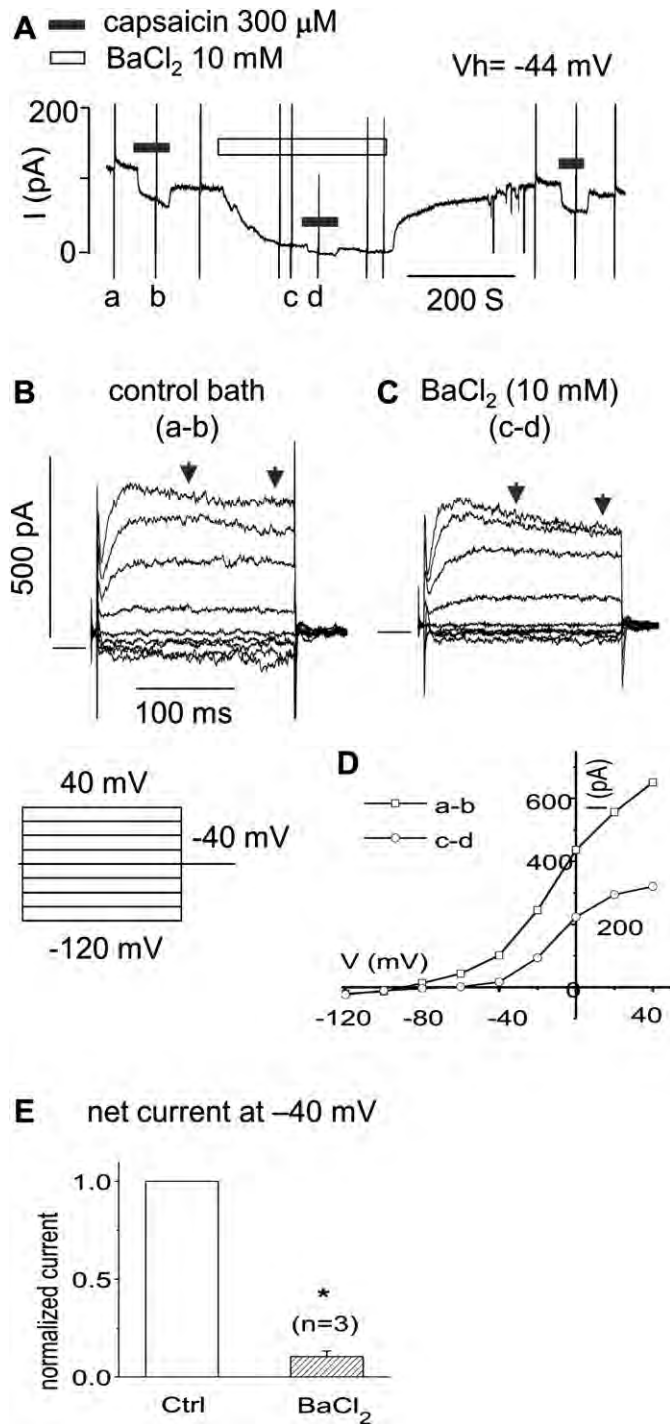 A
capsaicin 300 μM
BaCl₂ 10 mM
Vh= -44 mV
200
I (pA)
0
a
b
c
d
200 S
B
control bath
(a-b)
C
BaCl₂ (10 mM)
(c-d)
500 pA
100 ms
40 mV
-40 mV
-120 mV
D
a-b
c-d
I (pA)
600
400
200
0
V (mV)
-120
-80
-40
40
E
net current at –40 mV
normalized current
1.0
0.5
0.0
*
(n=3)
Ctrl
BaCl₂